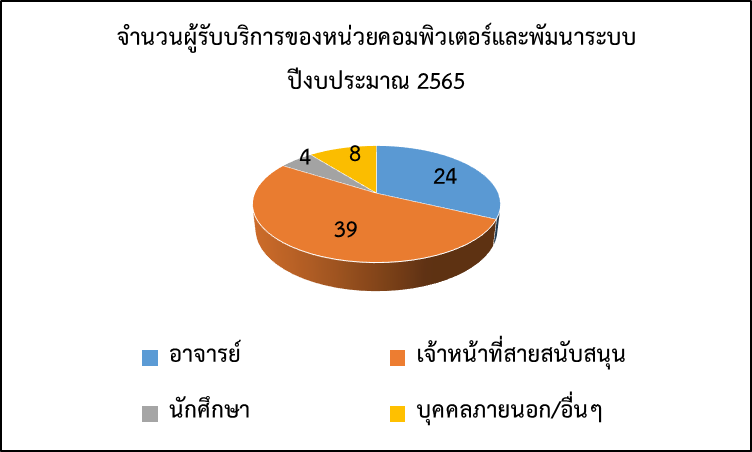 จำนวนผู้รับบริการของหน่วยคอมพิวเตอร์และพัมนาระบบ
ปีงบประมาณ 2565
4
8
24
39
อาจารย์
เจ้าหน้าที่สายสนับสนุน
นักศึกษา
บุคคลภายนอก/อื่นๆ